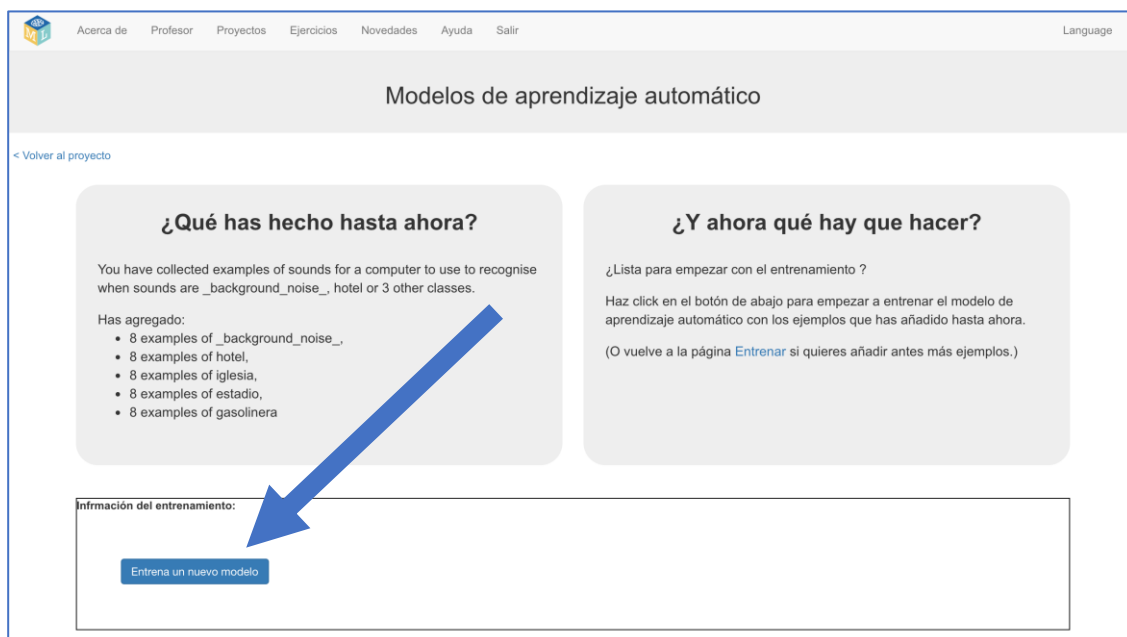 Acerca de Profesor Proyectos Ejercicios Novedades Ayuda Salir Language
Modelos de aprendizaje automático
< Volver al proyecto
¿Qué has hecho hasta ahora?
You have collected examples of sounds for a computer to use to recognise
when sounds are _background_noise_, hotel or 3 other classes.
Has agregado:
• 8 examples of _background_noise_,
• 8 examples of hotel,
• 8 examples of iglesia,
• 8 examples of estadio,
• 8 examples of gasolinera
¿Y ahora qué hay que hacer?
¿Lista para empezar con el entrenamiento ?
Haz click en el botón de abajo para empezar a entrenar el modelo de
aprendizaje automático con los ejemplos que has añadido hasta ahora.
(O vuelve a la página Entrenar si quieres añadir antes más ejemplos.)
Infrmación del entrenamiento:
Entrena un nuevo modelo